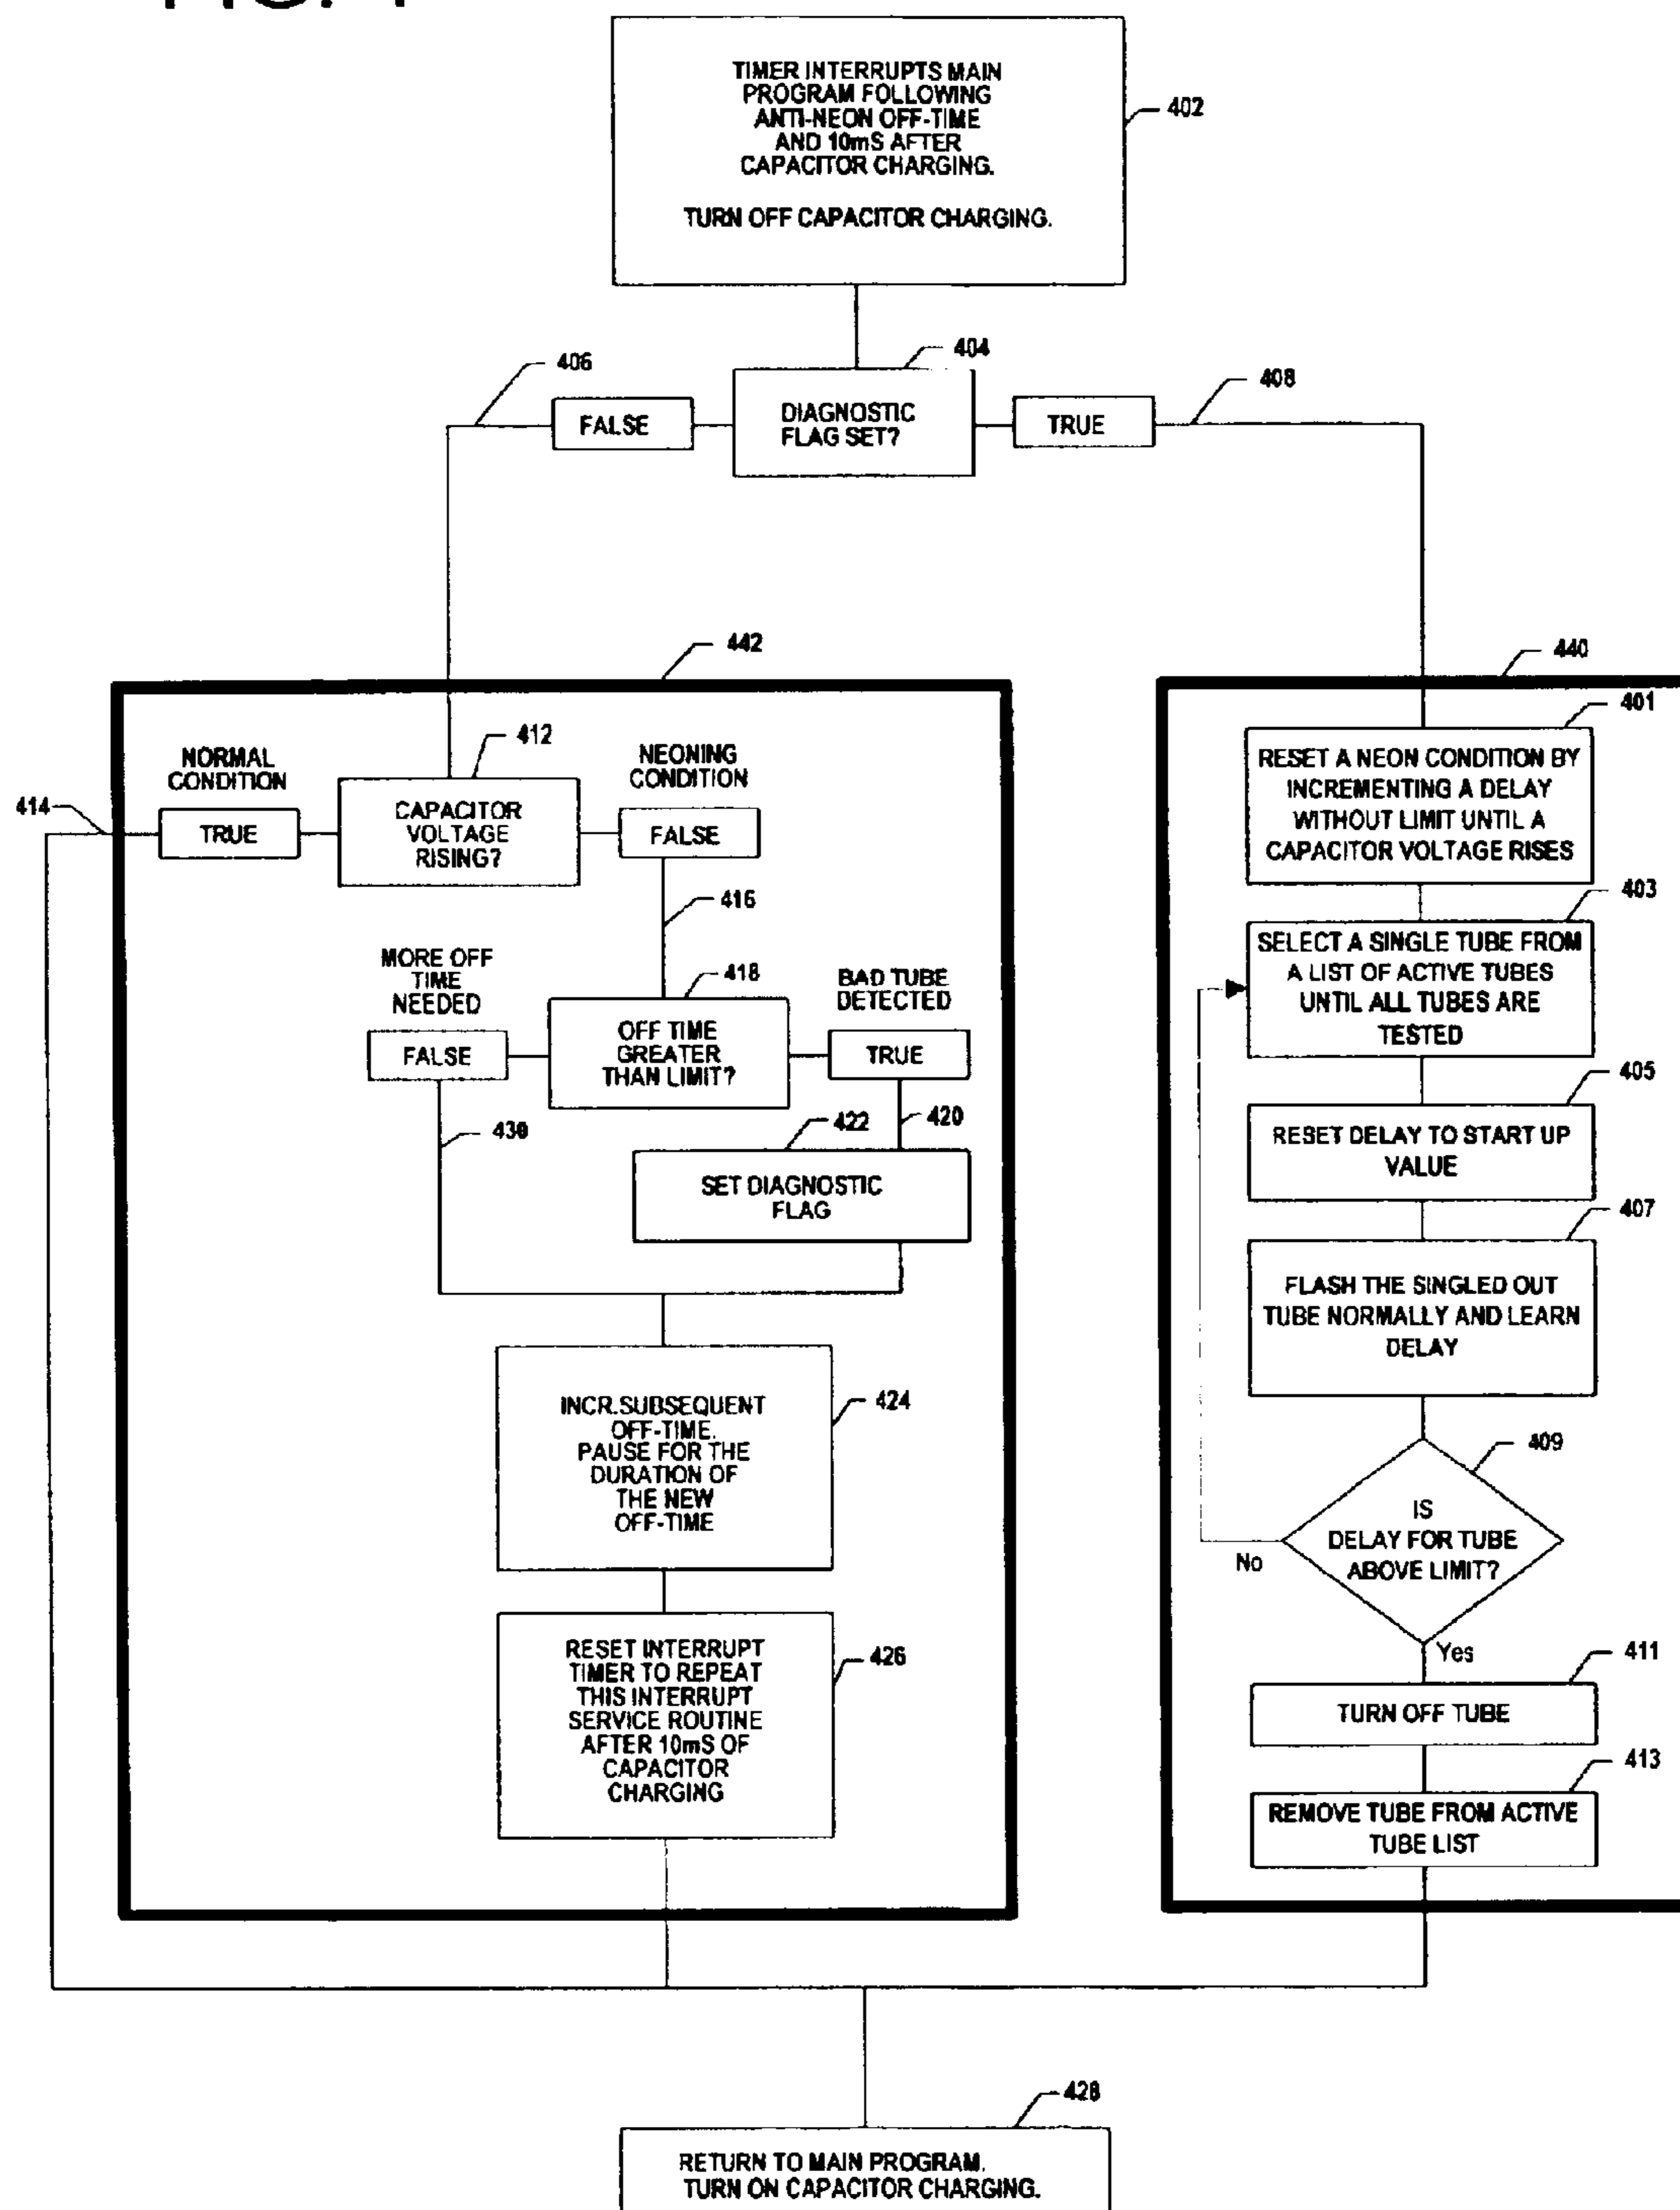 TIMER INTERRUPTS MAIN
PROGRAM FOLLOWING
ANTI-NEON OFF-TIME
AND 10mS AFTER
CAPACITOR CHARGING.
TURN OFF CAPACITOR CHARGING.
402
404
406
408
FALSE
DIAGNOSTIC
FLAG SET?
TRUE
442
440
NORMAL
CONDITION
412
NEONING
CONDITION
414
TRUE
CAPACITOR
VOLTAGE
RISING?
FALSE
416
MORE OFF
TIME
NEEDED
418
BAD TUBE
DETECTED
FALSE
OFF TIME
GREATER
THAN LIMIT?
TRUE
430
422
420
SET DIAGNOSTIC
FLAG
INCR.SUBSEQUENT
OFF-TIME.
PAUSE FOR THE
DURATION OF
THE NEW
OFF-TIME
424
RESET INTERRUPT
TIMER TO REPEAT
THIS INTERRUPT
SERVICE ROUTINE
AFTER 10mS OF
CAPACITOR
CHARGING
426
401
RESET A NEON CONDITION BY
INCREMENTING A DELAY
WITHOUT LIMIT UNTIL A
CAPACITOR VOLTAGE RISES
403
SELECT A SINGLE TUBE FROM
A LIST OF ACTIVE TUBES
UNTIL ALL TUBES ARE
TESTED
405
RESET DELAY TO START UP
VALUE
407
FLASH THE SINGLED OUT
TUBE NORMALLY AND LEARN
DELAY
409
IS
DELAY FOR TUBE
ABOVE LIMIT?
No
Yes
411
TURN OFF TUBE
413
REMOVE TUBE FROM ACTIVE
TUBE LIST
428
RETURN TO MAIN PROGRAM.
TURN ON CAPACITOR CHARGING.